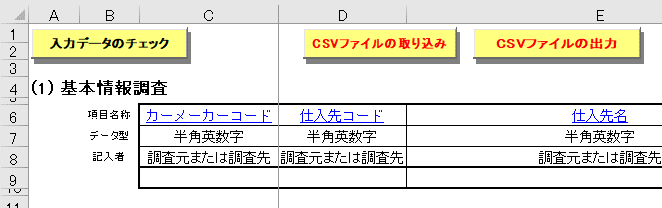 A B C D E
1 入力データのチェック CSVファイルの取り込み CSVファイルの出力
2
3
4 (1) 基本情報調査
5
6 項目名称 カーメーカーコード 仕入先コード 仕入先名
7 データ型 半角英数字 半角英数字 半角英数字
8 記入者 調査元または調査先 調査元または調査先 調査元または調査先
9
10
11